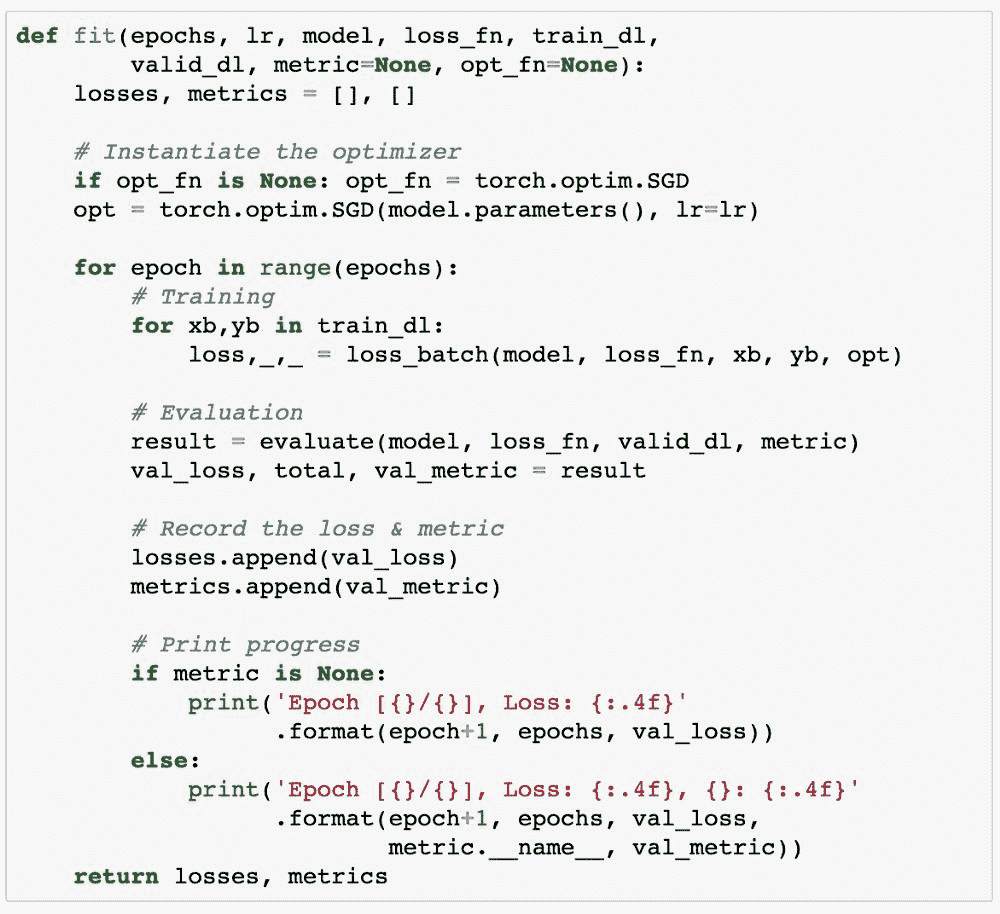 def fit(epochs, lr, model, loss_fn, train_dl,
        valid_dl, metric=None, opt_fn=None):
    losses, metrics = [], []

    # Instantiate the optimizer
    if opt_fn is None: opt_fn = torch.optim.SGD
    opt = torch.optim.SGD(model.parameters(), lr=lr)

    for epoch in range(epochs):
        # Training
        for xb,yb in train_dl:
            loss,_,_ = loss_batch(model, loss_fn, xb, yb, opt)

        # Evaluation
        result = evaluate(model, loss_fn, valid_dl, metric)
        val_loss, total, val_metric = result

        # Record the loss & metric
        losses.append(val_loss)
        metrics.append(val_metric)

        # Print progress
        if metric is None:
            print('Epoch [{}/{}], Loss: {:.4f}'
                  .format(epoch+1, epochs, val_loss))
        else:
            print('Epoch [{}/{}], Loss: {:.4f}, {}: {:.4f}'
                  .format(epoch+1, epochs, val_loss,
                          metric.__name__, val_metric))
    return losses, metrics